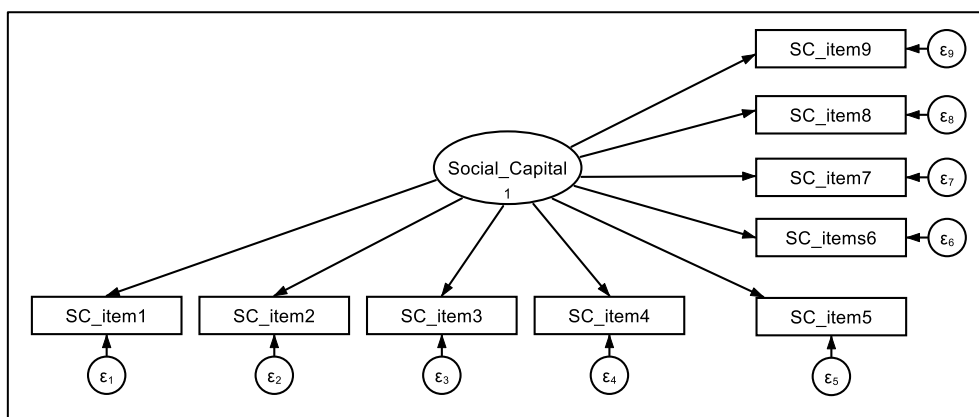 SC_item9 ε₉
SC_item8 ε₈
Social_Capital
1
SC_item7 ε₇
SC_items6 ε₆
SC_item1 SC_item2 SC_item3 SC_item4 SC_item5
ε₁ ε₂ ε₃ ε₄ ε₅